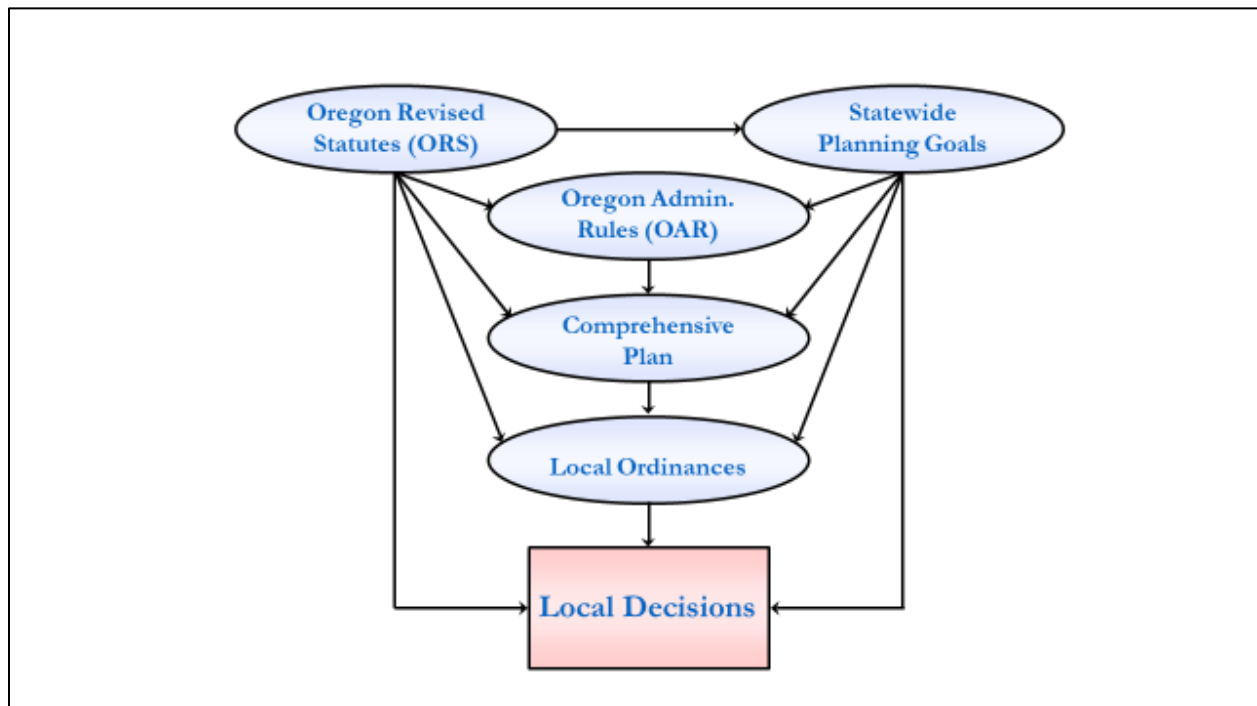 Oregon Revised
Statutes (ORS)
Statewide
Planning Goals
Oregon Admin.
Rules (OAR)
Comprehensive
Plan
Local Ordinances
Local Decisions